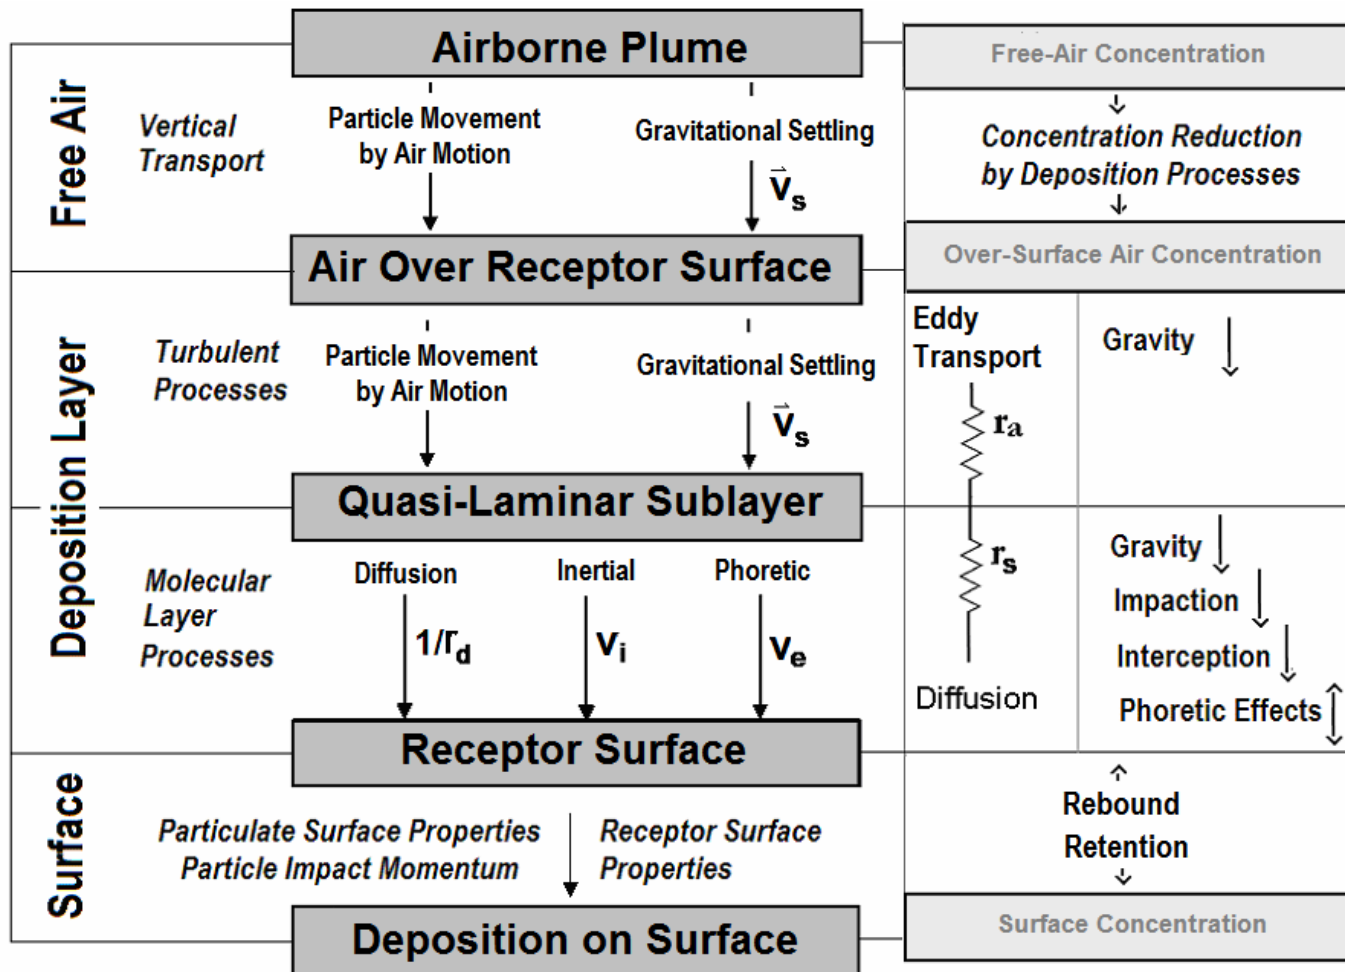 Airborne Plume
Free-Air Concentration
Free Air
Vertical
Transport
Particle Movement
by Air Motion
Gravitational Settling
v⃗s
Concentration Reduction
by Deposition Processes
Air Over Receptor Surface
Over-Surface Air Concentration
Deposition Layer
Turbulent
Processes
Particle Movement
by Air Motion
Gravitational Settling
v⃗s
Eddy
Transport
ra
Gravity
Quasi-Laminar Sublayer
Molecular
Layer
Processes
Diffusion
Inertial
Phoretic
1/rd
vi
ve
rs
Diffusion
Gravity
Impaction
Interception
Phoretic Effects
Receptor Surface
Surface
Particulate Surface Properties
Particle Impact Momentum
Receptor Surface
Properties
Rebound
Retention
Deposition on Surface
Surface Concentration